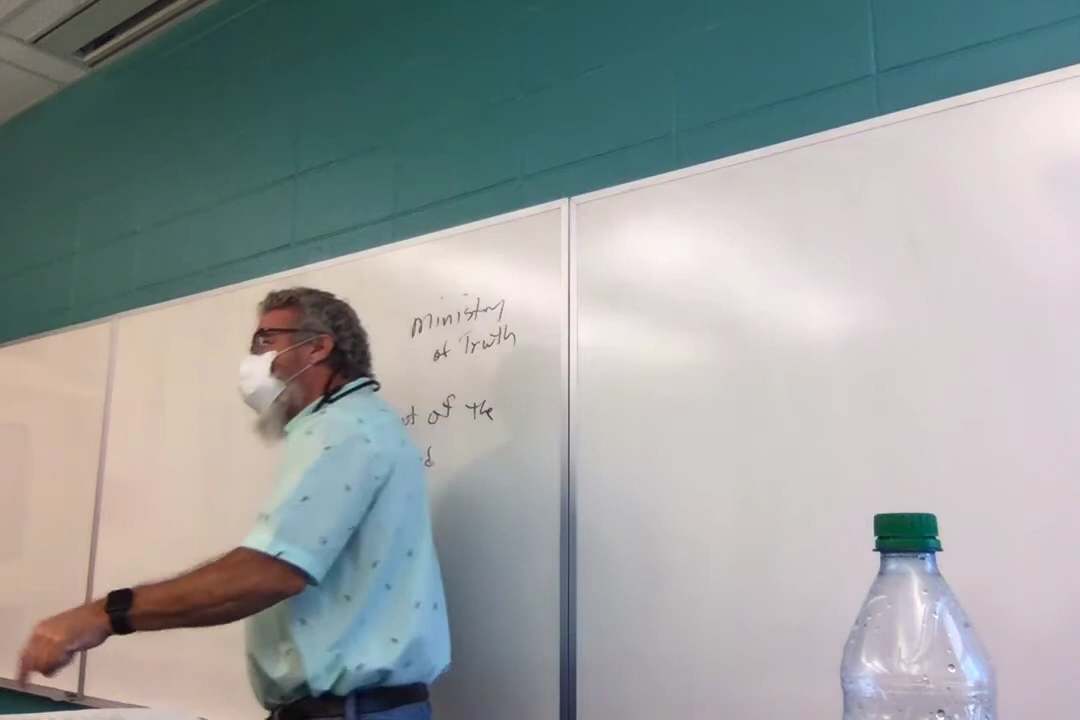 Ministry
of Truth
of the